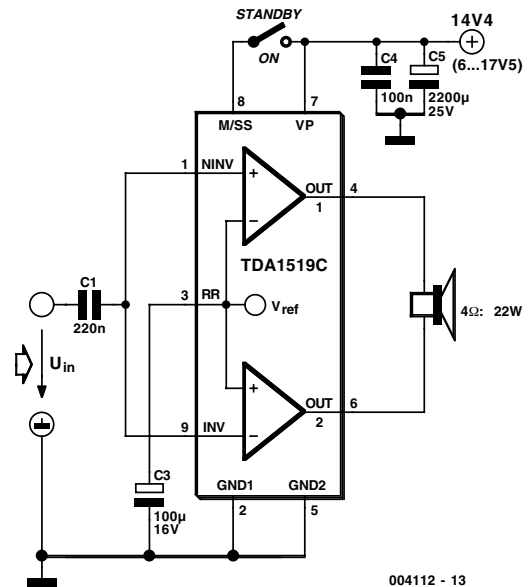 STANDBY
ON
14V4
(6...17V5)
C4
100n
C5
2200µ
25V
8
7
M/SS
VP
1
NINV
+
−
OUT
1
4
TDA1519C
C1
220n
3
RR
Vref
4Ω: 22W
Uin
+
−
OUT
2
6
9
INV
C3
100µ
16V
GND1
GND2
2
5
004112 - 13